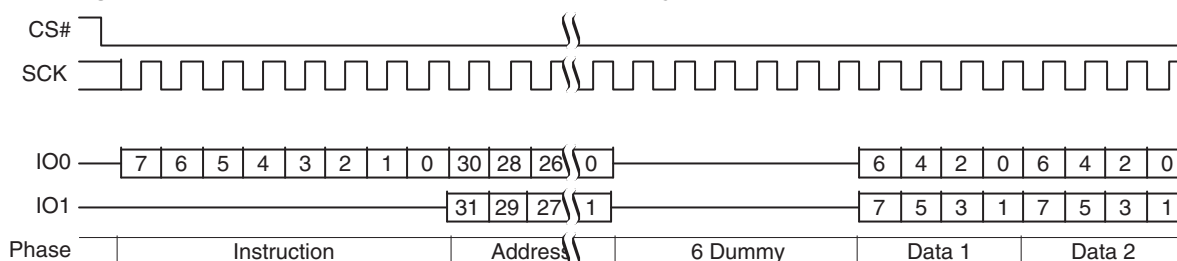 CS#
SCK
IO0 7 6 5 4 3 2 1 0 30 28 26 0 6 4 2 0 6 4 2 0
IO1 31 29 27 1 7 5 3 1 7 5 3 1
Phase Instruction Address 6 Dummy Data 1 Data 2